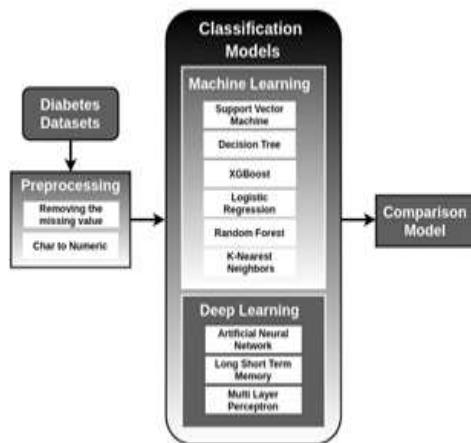 Classification
Models
Machine Learning
Diabetes
Datasets
Support Vector
Machine
Decision Tree
Preprocessing
XGBoost
Removing the
missing value
Logistic
Regression
Comparison
Model
Char to Numeric
Random Forest
K-Nearest
Neighbors
Deep Learning
Artificial Neural
Network
Long Short Term
Memory
Multi Layer
Perceptron